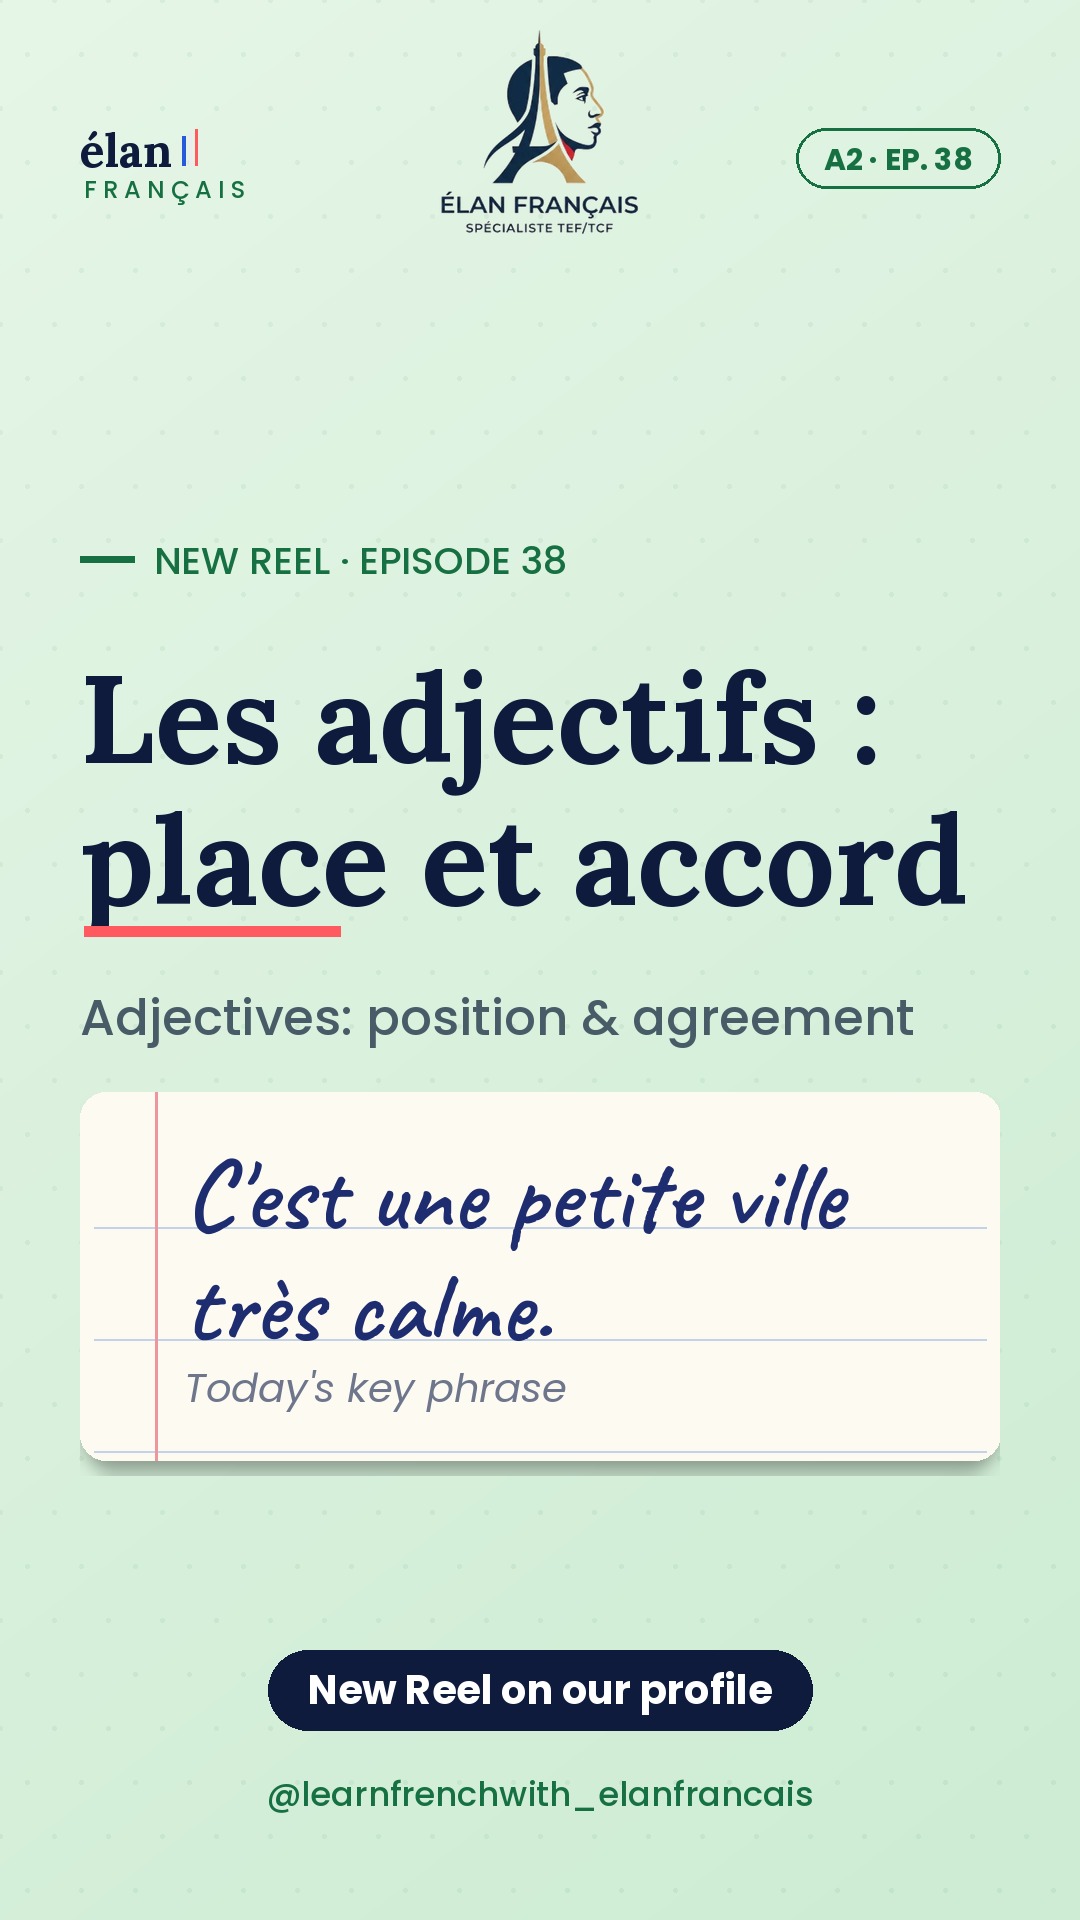 élan
FRANÇAIS
ÉLAN FRANÇAIS
SPÉCIALISTE TEF/TCF
A2 · EP. 38
NEW REEL · EPISODE 38
Les adjectifs :
place et accord
Adjectives: position & agreement
C'est une petite ville
très calme.
Today's key phrase
New Reel on our profile
@learnfrenchwith_elanfrancais